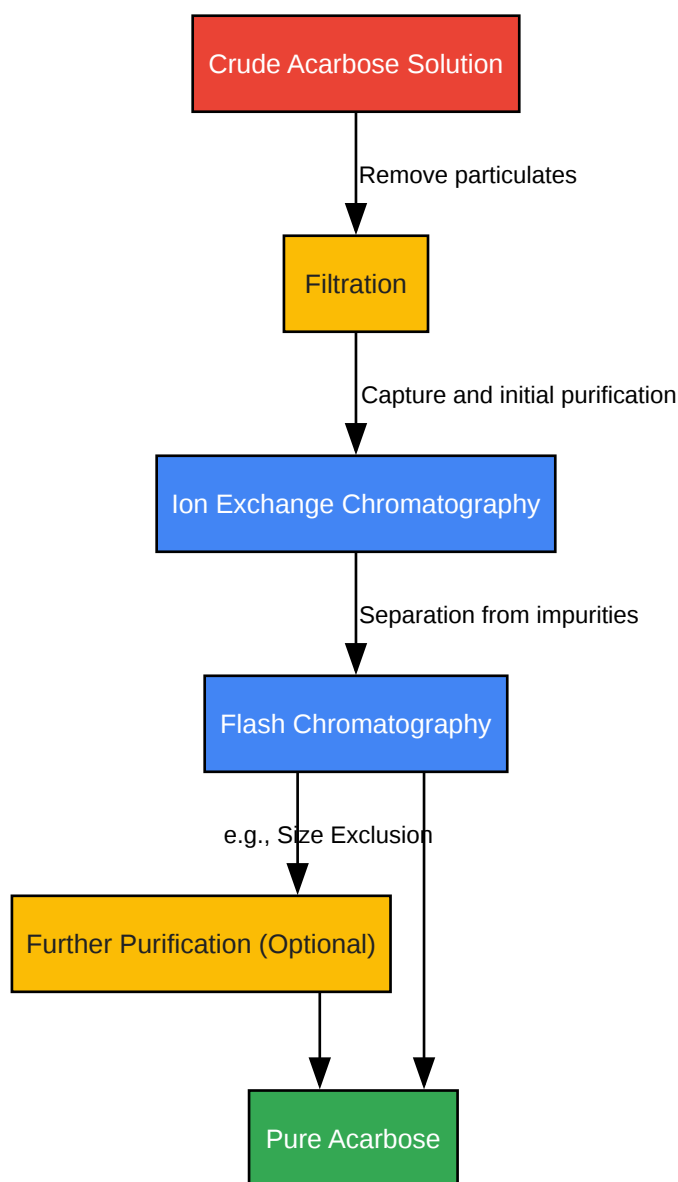 Crude Acarbose Solution
Remove particulates
Filtration
Capture and initial purification
Ion Exchange Chromatography
Separation from impurities
Flash Chromatography
e.g., Size Exclusion
Further Purification (Optional)
Pure Acarbose